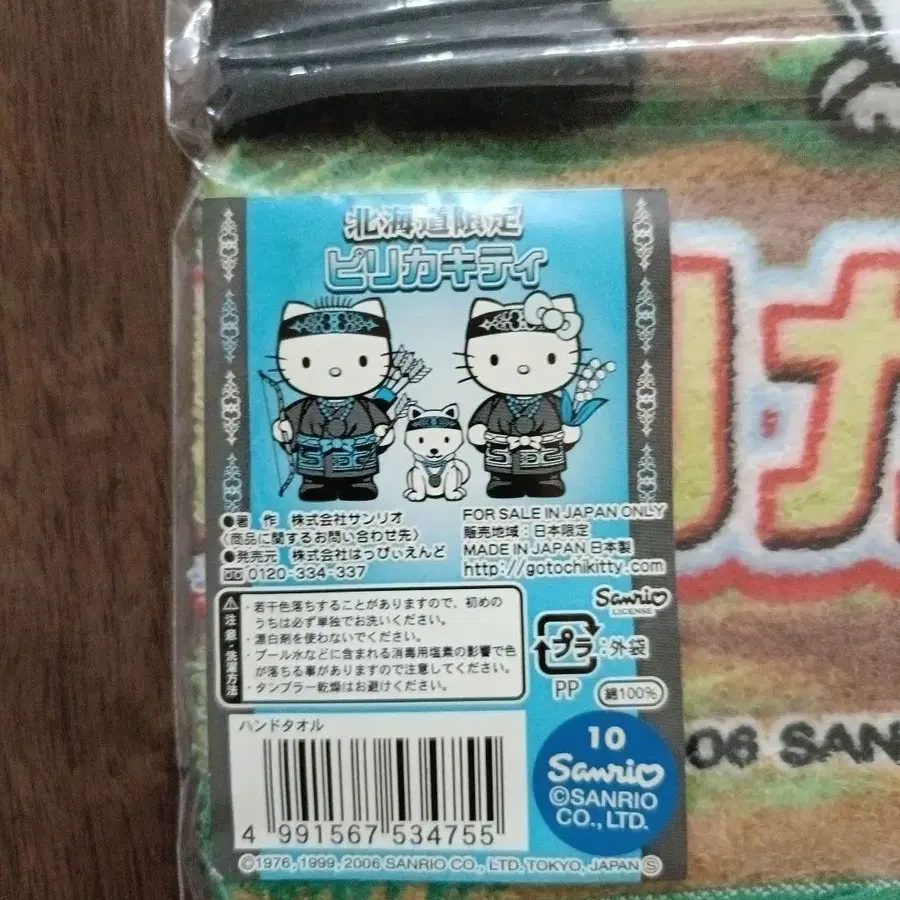 北海道限定
ピリカキティ
●著 作 株式会社サンリオ
〈商品に関するお問い合わせ先〉
●発売元 株式会社はっぴぃえんど
0120-334-337
FOR SALE IN JAPAN ONLY
販売地域：日本限定
MADE IN JAPAN 日本製
http://gotochikitty.com
Sanrio
LICENSE
注意・洗濯方法
・若干色落ちすることがありますので、初めの
うちは必ず単独でお洗いください。
・漂白剤を使わないでください。
・プール水などに含まれる消毒用塩素の影響で色
が落ちる事がありますので注意してください。
・タンブラー乾燥はお避けください。
プラ：外袋
PP
綿100%
ハンドタオル
4 991567 534755
10
Sanrio
©SANRIO
CO., LTD.
©1976, 1999, 2006 SANRIO CO., LTD. TOKYO, JAPAN Ⓢ
リカ
06 SAN